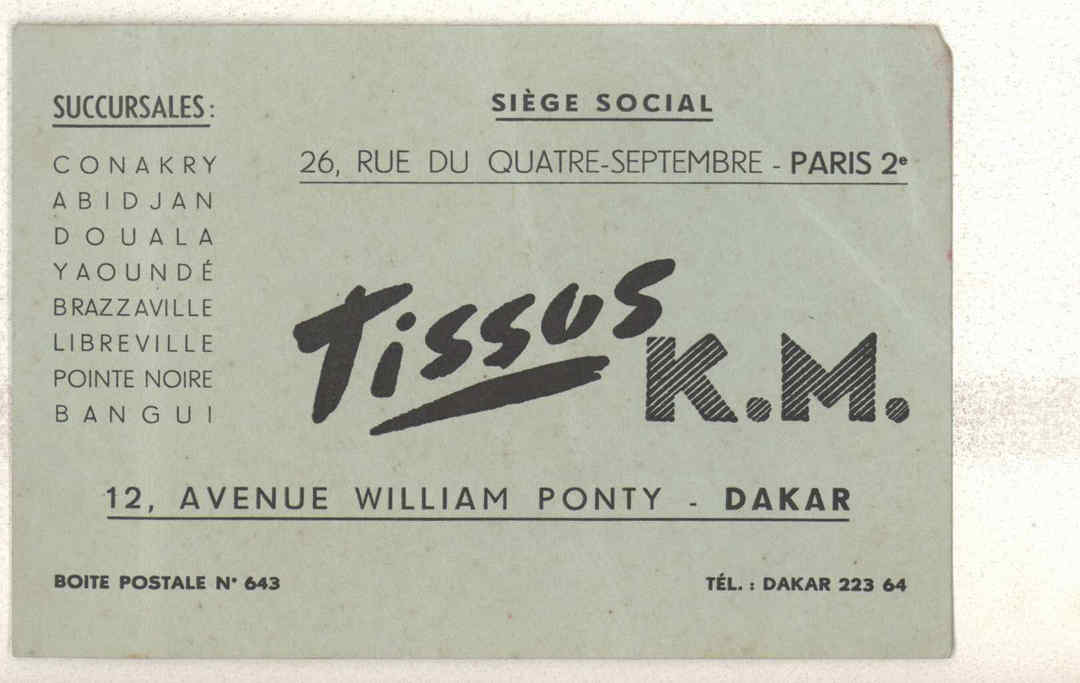 SUCCURSALES :
CONAKRY
ABIDJAN
DOUALA
YAOUNDÉ
BRAZZAVILLE
LIBREVILLE
POINTE NOIRE
BANGUI
SIÈGE SOCIAL
26, RUE DU QUATRE-SEPTEMBRE - PARIS 2e
Tissus
K.M.
12, AVENUE WILLIAM PONTY - DAKAR
BOITE POSTALE N° 643
TÉL. : DAKAR 223 64